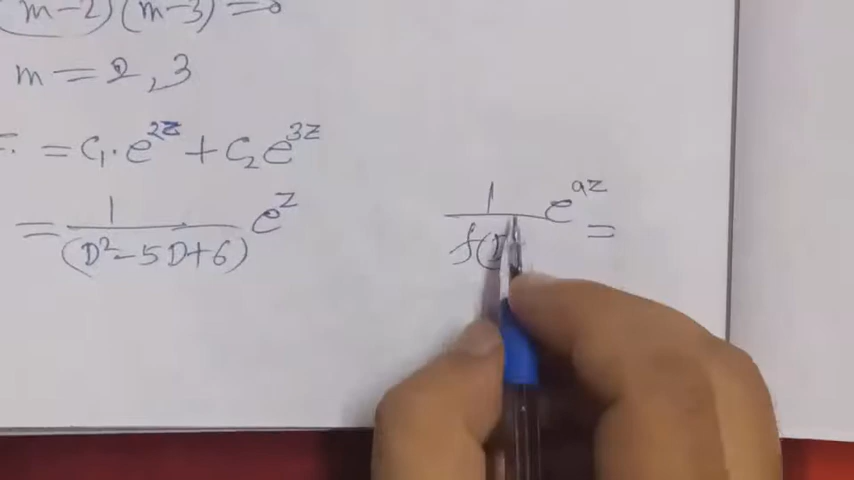 (m-2)(m-3) = 0
m = 2, 3
. = C₁·e^{2z} + C₂e^{3z}
= 1/(D²-5D+6) e^z
1/f(D e^{az} =